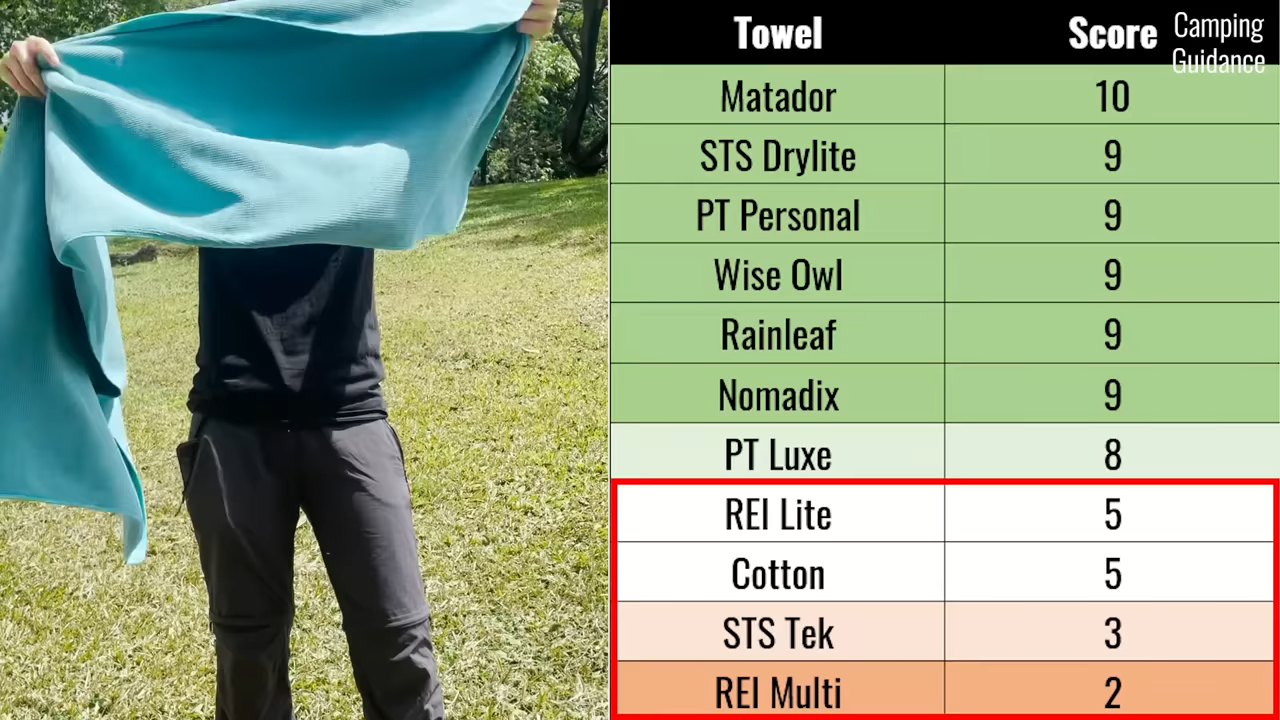 Towel Score
Camping
Guidance
Matador 10
STS Drylite 9
PT Personal 9
Wise Owl 9
Rainleaf 9
Nomadix 9
PT Luxe 8
REI Lite 5
Cotton 5
STS Tek 3
REI Multi 2